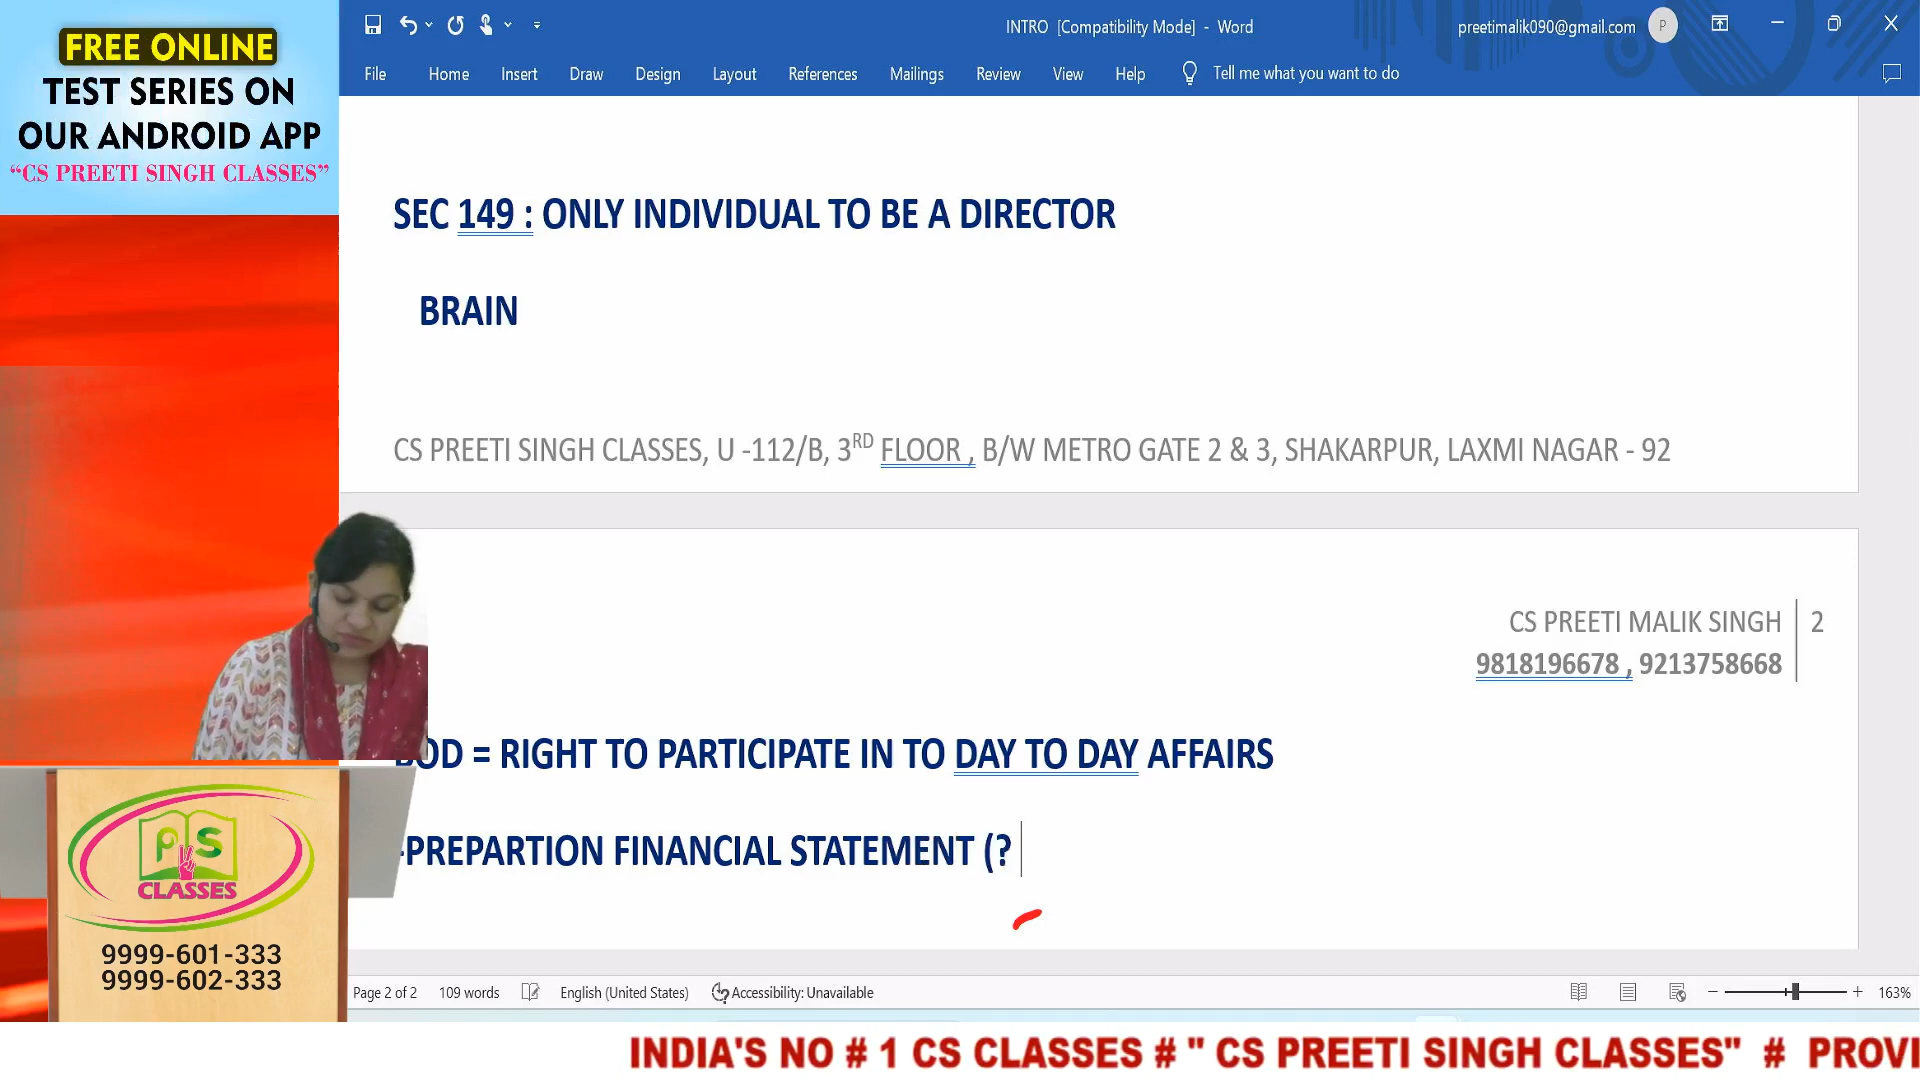 FREE ONLINE
TEST SERIES ON
OUR ANDROID APP
“CS PREETI SINGH CLASSES”
INTRO [Compatibility Mode] - Word
preetimalik090@gmail.com
P
File Home Insert Draw Design Layout References Mailings Review View Help Tell me what you want to do
SEC 149 : ONLY INDIVIDUAL TO BE A DIRECTOR
BRAIN
CS PREETI SINGH CLASSES, U -112/B, 3RD FLOOR , B/W METRO GATE 2 & 3, SHAKARPUR, LAXMI NAGAR - 92
CS PREETI MALIK SINGH 2
9818196678 , 9213758668
BOD = RIGHT TO PARTICIPATE IN TO DAY TO DAY AFFAIRS
-PREPARTION FINANCIAL STATEMENT (?
PS
CLASSES
9999-601-333
9999-602-333
Page 2 of 2 109 words English (United States) Accessibility: Unavailable 163%
INDIA'S NO # 1 CS CLASSES # " CS PREETI SINGH CLASSES" # PROVI